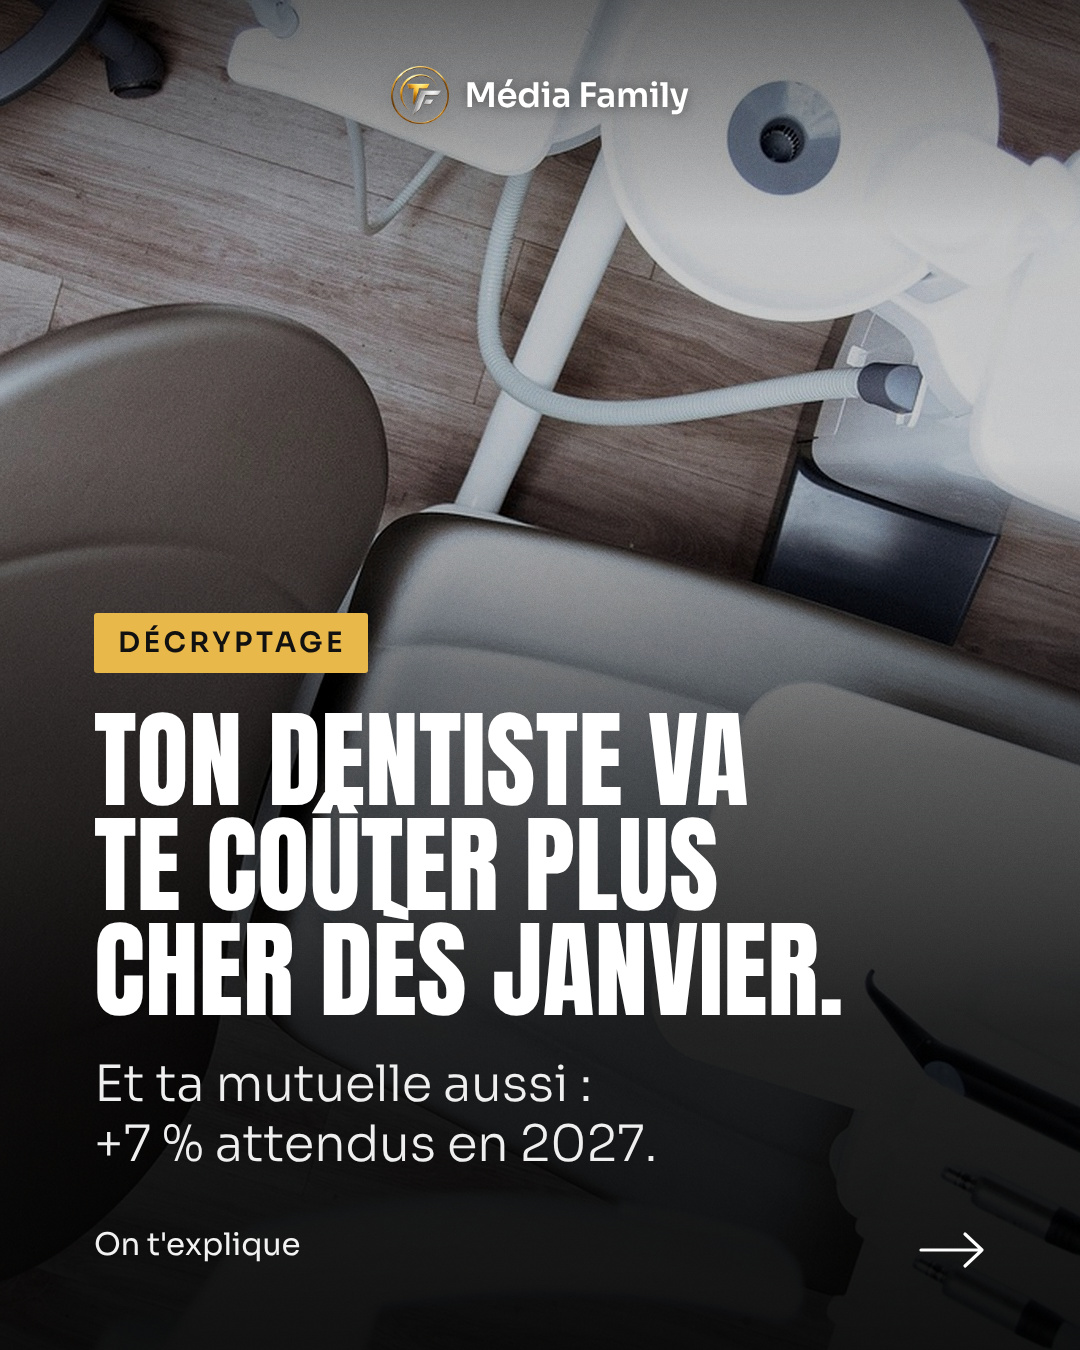 Média Family
DÉCRYPTAGE
TON DENTISTE VA
TE COÛTER PLUS
CHER DÈS JANVIER.
Et ta mutuelle aussi :
+7 % attendus en 2027.
On t'explique